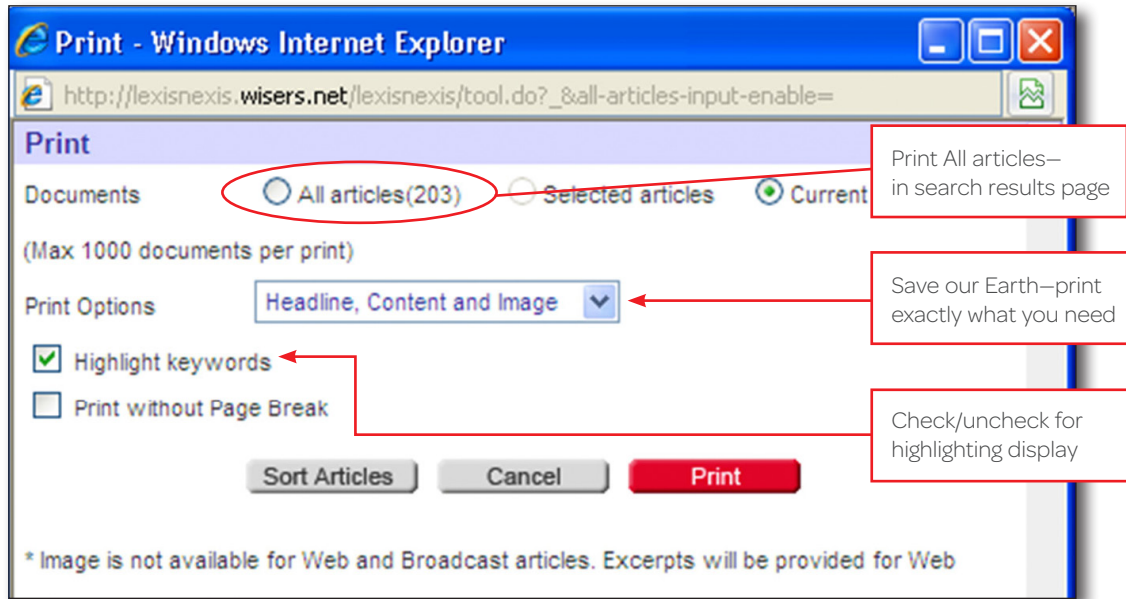 Print - Windows Internet Explorer
http://lexisnexis.wisers.net/lexisnexis/tool.do?_&all-articles-input-enable=
Print
Documents All articles(203) Selected articles Current
(Max 1000 documents per print)
Print Options Headline, Content and Image
Highlight keywords
Print without Page Break
Sort Articles Cancel Print
* Image is not available for Web and Broadcast articles. Excerpts will be provided for Web
Print All articles—
in search results page
Save our Earth—print
exactly what you need
Check/uncheck for
highlighting display